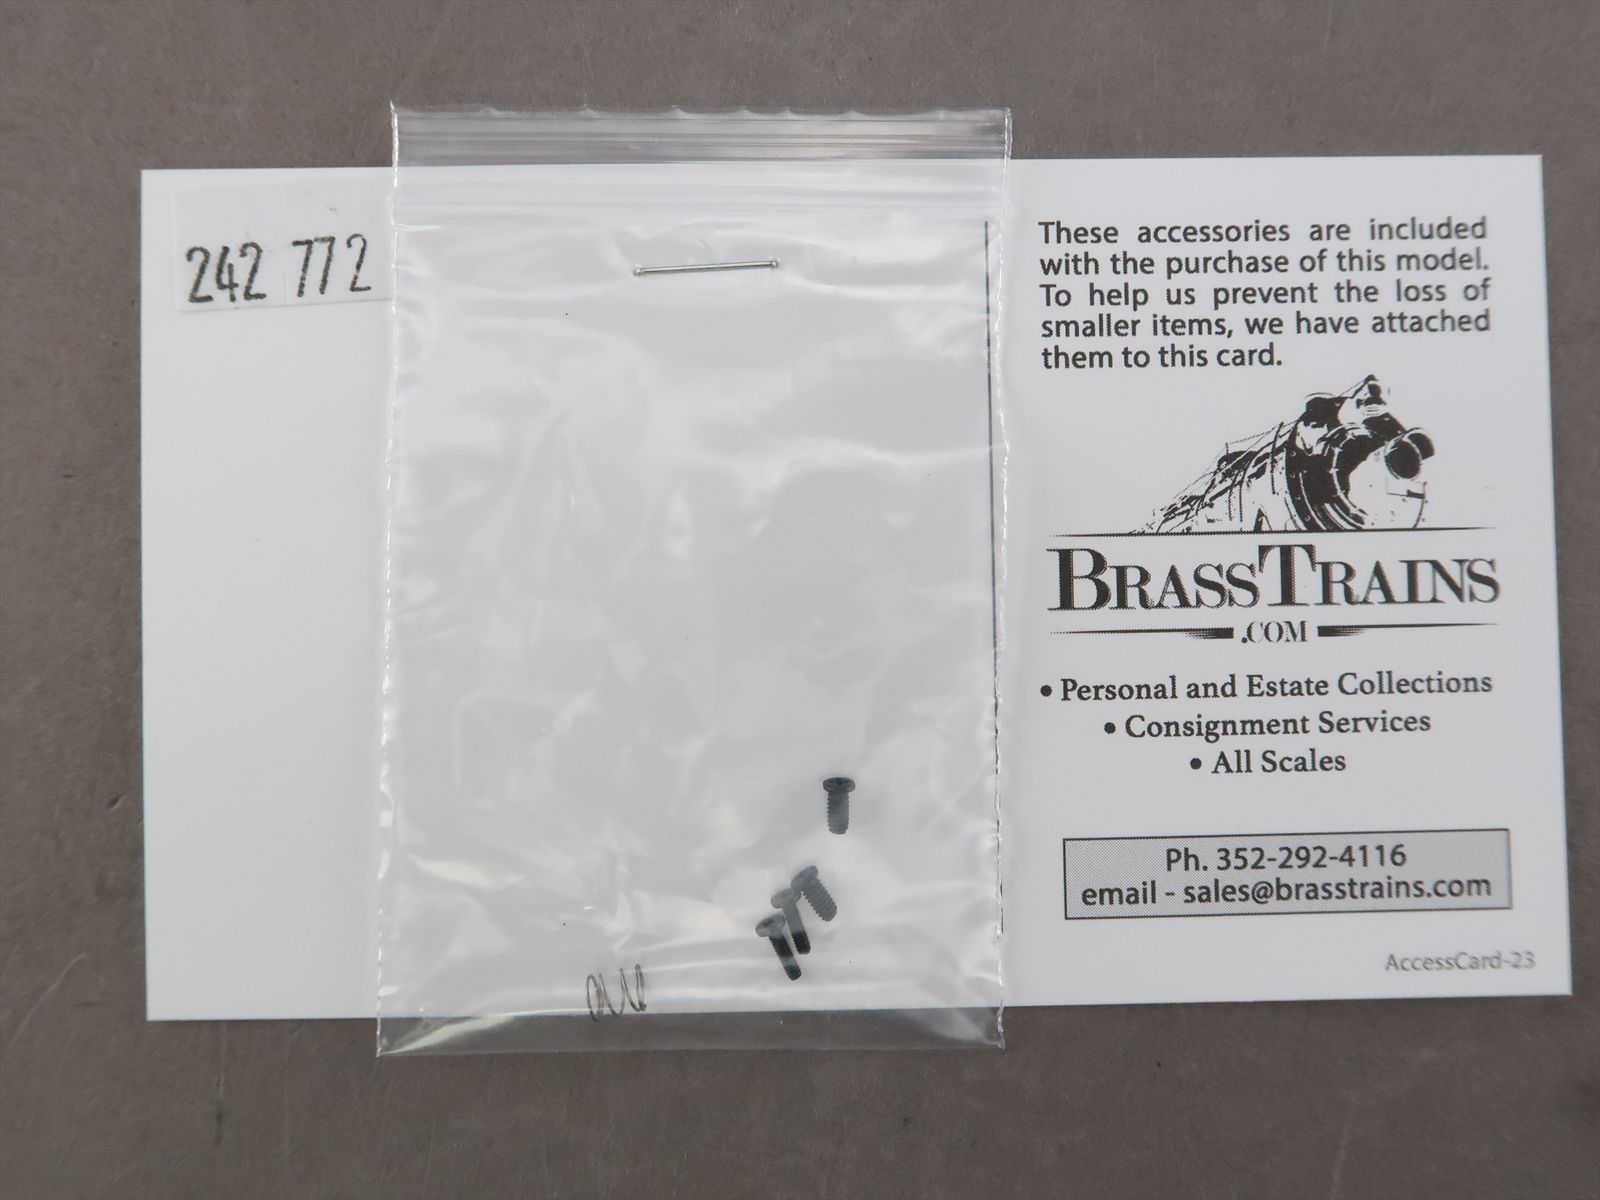 242 772
These accessories are included
with the purchase of this model.
To help us prevent the loss of
smaller items, we have attached
them to this card.
BRASSTRAINS
.COM
• Personal and Estate Collections
• Consignment Services
• All Scales
Ph. 352-292-4116
email - sales@brasstrains.com
AccessCard-23